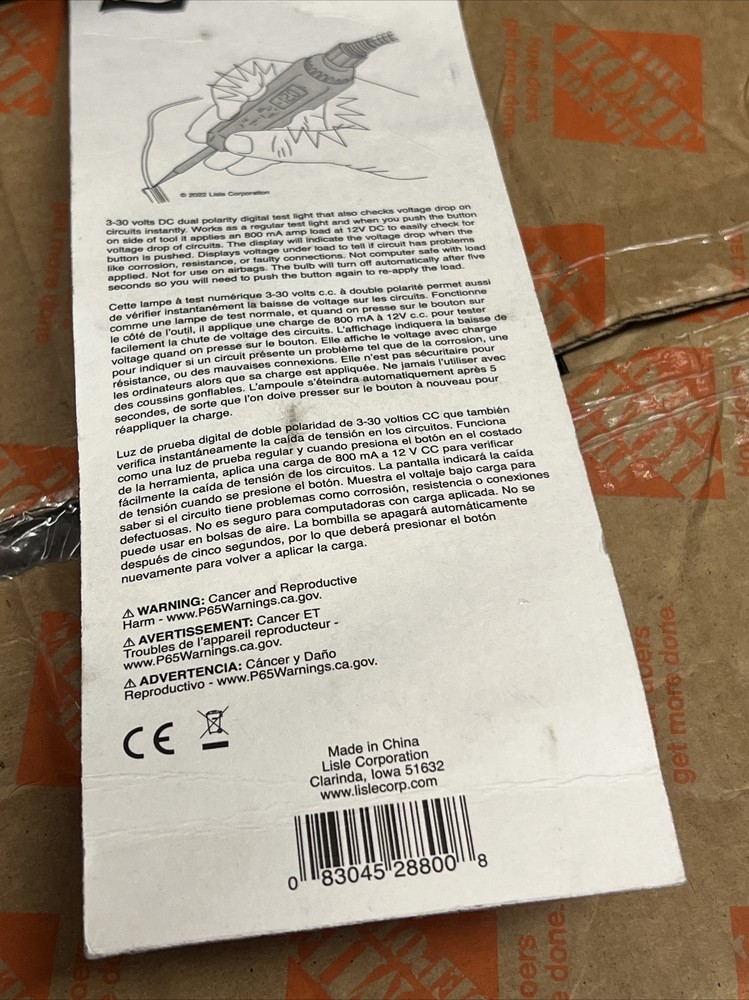 © 2022 Lisle Corporation
3-30 volts DC dual polarity digital test light that also checks voltage drop on
circuits instantly. Works as a regular test light and when you push the button
on side of tool it applies an 800 mA amp load at 12V DC to easily check for
voltage drop of circuits. The display will indicate the voltage drop when the
button is pushed. Displays voltage under load to tell if circuit has problems
like corrosion, resistance, or faulty connections. Not computer safe with load
applied. Not for use on airbags. The bulb will turn off automatically after five
seconds so you will need to push the button again to re-apply the load.
Cette lampe à test numérique 3-30 volts c.c. à double polarité permet aussi
de vérifier instantanément la baisse de voltage sur les circuits. Fonctionne
comme une lampe de test normale, et quand on presse sur le bouton sur
le côté de l'outil, il applique une charge de 800 mA à 12V c.c. pour tester
facilement la chute de voltage des circuits. L'affichage indiquera la baisse de
voltage quand on presse sur le bouton. Elle affiche le voltage avec charge
pour indiquer si un circuit présente un problème tel que de la corrosion, une
résistance, ou des mauvaises connexions. Elle n'est pas sécuritaire pour
les ordinateurs alors que sa charge est appliquée. Ne jamais l'utiliser avec
des coussins gonflables. L'ampoule s'éteindra automatiquement après 5
secondes, de sorte que l'on doive presser sur le bouton à nouveau pour
réappliquer la charge.
Luz de prueba digital de doble polaridad de 3-30 voltios CC que también
verifica instantáneamente la caída de tensión en los circuitos. Funciona
como una luz de prueba regular y cuando presiona el botón en el costado
de la herramienta, aplica una carga de 800 mA a 12 V CC para verificar
fácilmente la caída de tensión de los circuitos. La pantalla indicará la caída
de tensión cuando se presione el botón. Muestra el voltaje bajo carga para
saber si el circuito tiene problemas como corrosión, resistencia o conexiones
defectuosas. No es seguro para computadoras con carga aplicada. No se
puede usar en bolsas de aire. La bombilla se apagará automáticamente
después de cinco segundos, por lo que deberá presionar el botón
nuevamente para volver a aplicar la carga.
⚠ WARNING: Cancer and Reproductive
Harm - www.P65Warnings.ca.gov.
⚠ AVERTISSEMENT: Cancer ET
Troubles de l'appareil reproducteur -
www.P65Warnings.ca.gov.
⚠ ADVERTENCIA: Cáncer y Daño
Reproductivo - www.P65Warnings.ca.gov.
CE
Made in China
Lisle Corporation
Clarinda, Iowa 51632
www.lislecorp.com
0 83045 28800 8
THE
HOME
DEPOT
get more done.